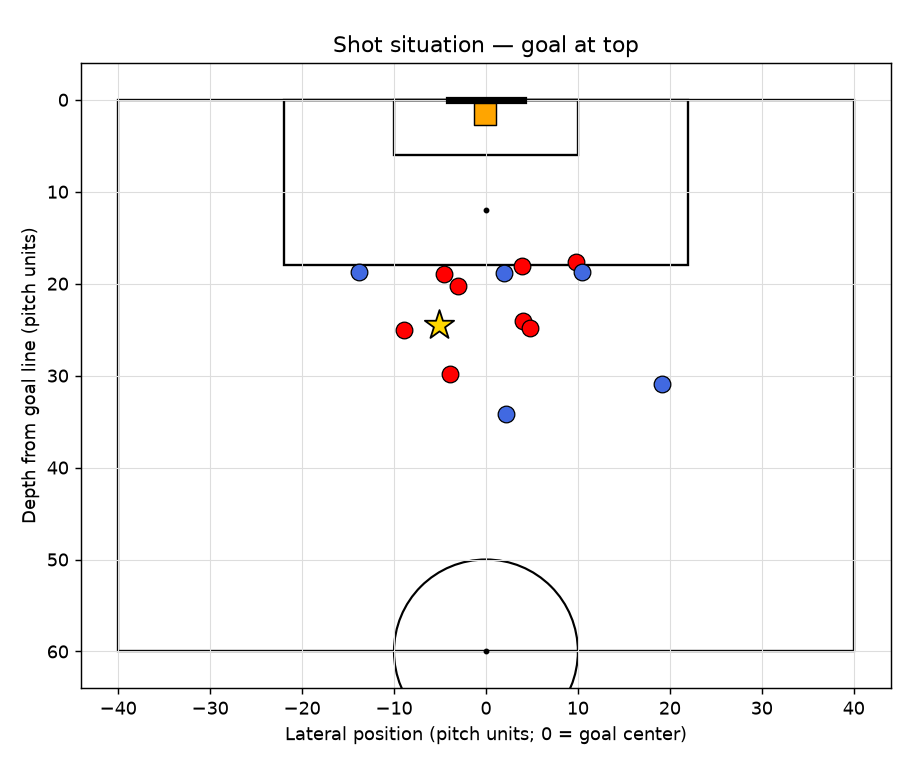 Shot situation — goal at top
Depth from goal line (pitch units)
0
10
20
30
40
50
60
−40 −30 −20 −10 0 10 20 30 40
Lateral position (pitch units; 0 = goal center)